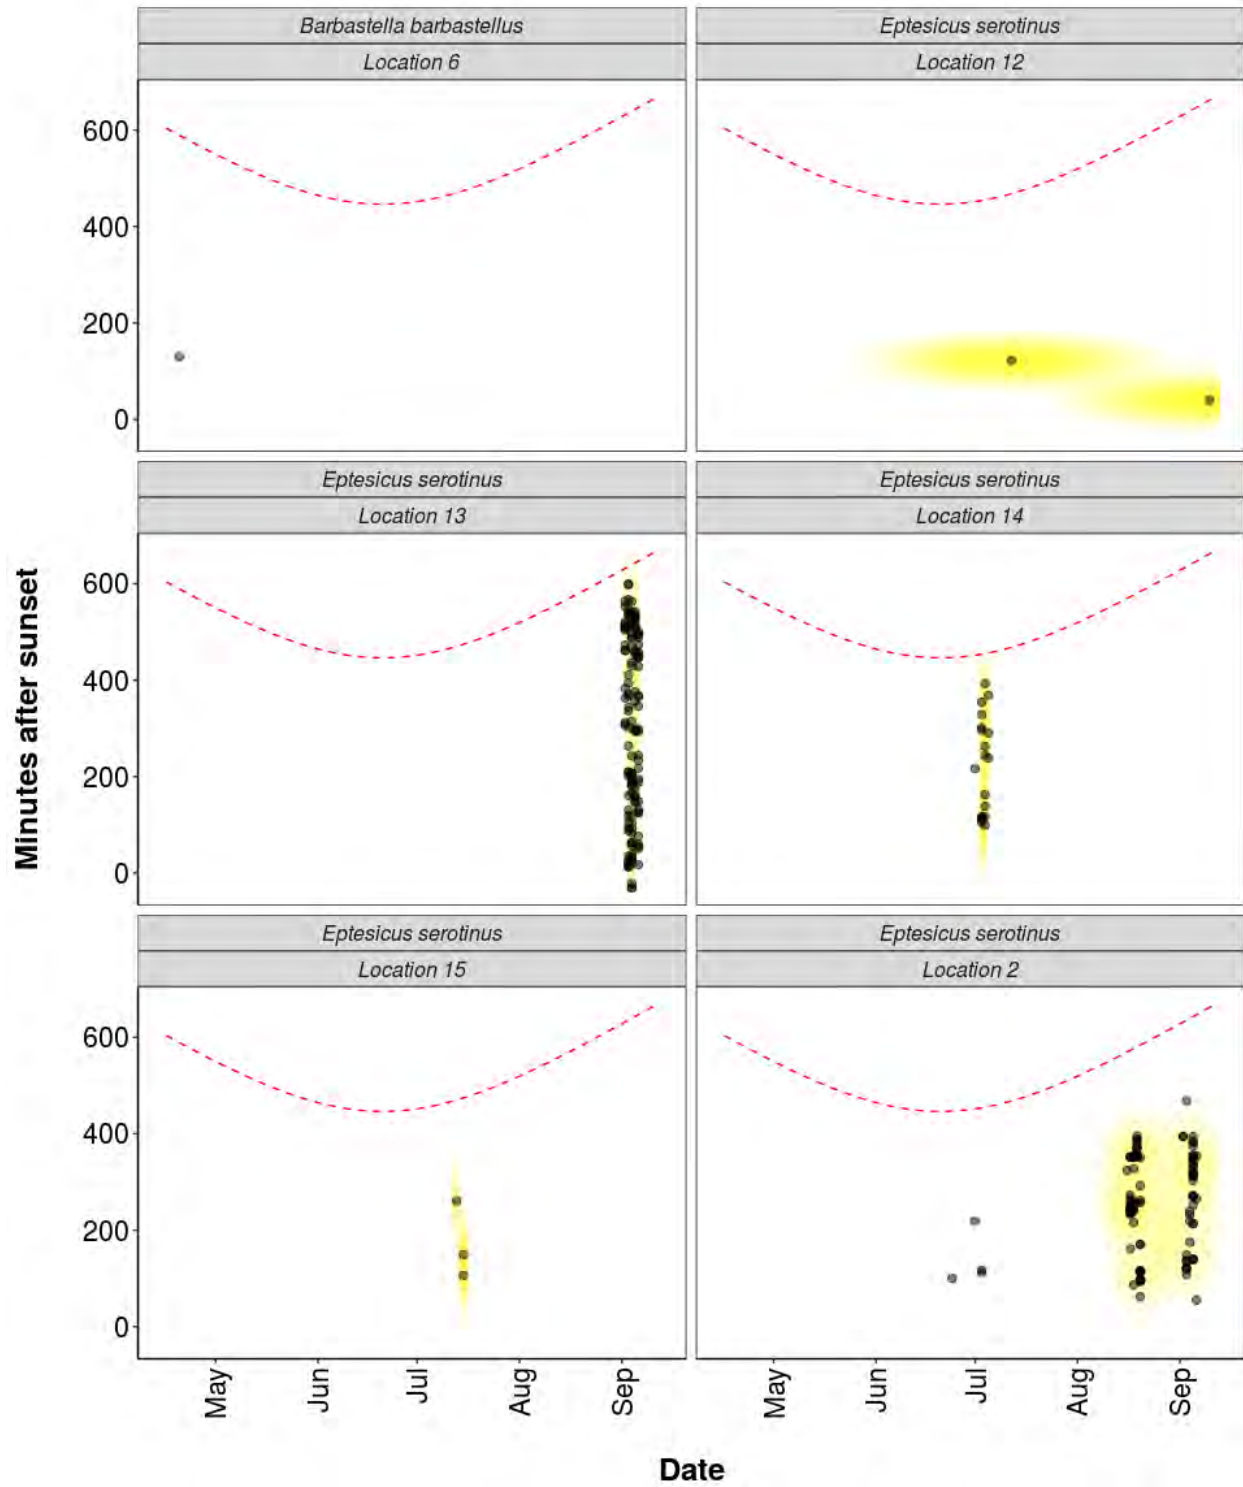 Barbastella barbastellus
Eptesicus serotinus
Location 6
Location 12
600
400
200
0
Eptesicus serotinus
Eptesicus serotinus
Location 13
Location 14
600
400
200
0
Eptesicus serotinus
Eptesicus serotinus
Location 15
Location 2
600
400
200
0
Minutes after sunset
May
Jun
Jul
Aug
Sep
May
Jun
Jul
Aug
Sep
Date